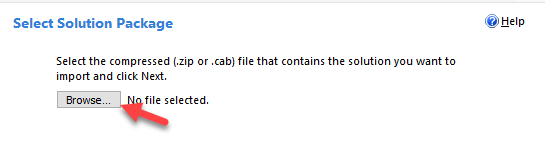 Select Solution Package
Help
Select the compressed (.zip or .cab) file that contains the solution you want to
import and click Next.
Browse... No file selected.